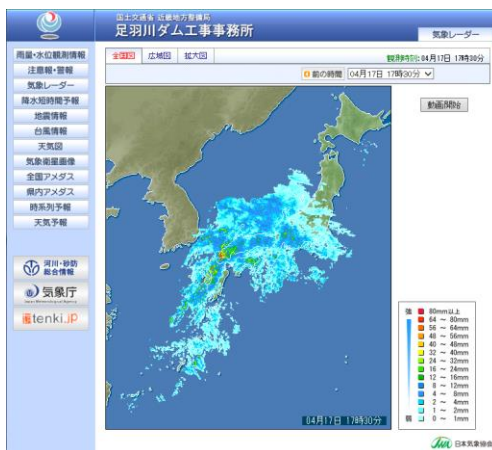 国土交通省 近畿地方整備局
足羽川ダム工事事務所
気象レーダー
雨量・水位観測情報
注意報・警報
気象レーダー
降水短時間予報
地震情報
台風情報
天気図
気象衛星画像
全国アメダス
県内アメダス
時系列予報
天気予報
河川・砂防
総合情報
気象庁
tenki.jp
全国図 広域図 拡大図
観測時刻:04月17日 17時30分
前の時間 04月17日 17時30分
動画開始
強 80mm以上
64 ～ 80mm
56 ～ 64mm
48 ～ 56mm
40 ～ 48mm
32 ～ 40mm
24 ～ 32mm
16 ～ 24mm
12 ～ 16mm
8 ～ 12mm
4 ～ 8mm
2 ～ 4mm
1 ～ 2mm
弱 0 ～ 1mm
04月17日 17時30分
日本気象協会